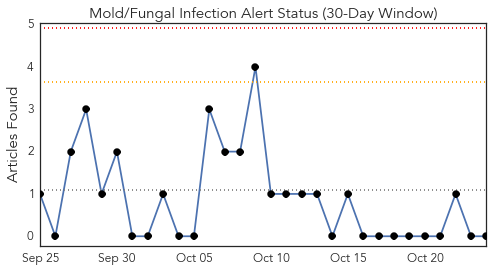 Mold/Fungal Infection Alert Status (30-Day Window)
5
4
3
2
1
0
Articles Found
Sep 25 Sep 30 Oct 05 Oct 10 Oct 15 Oct 20